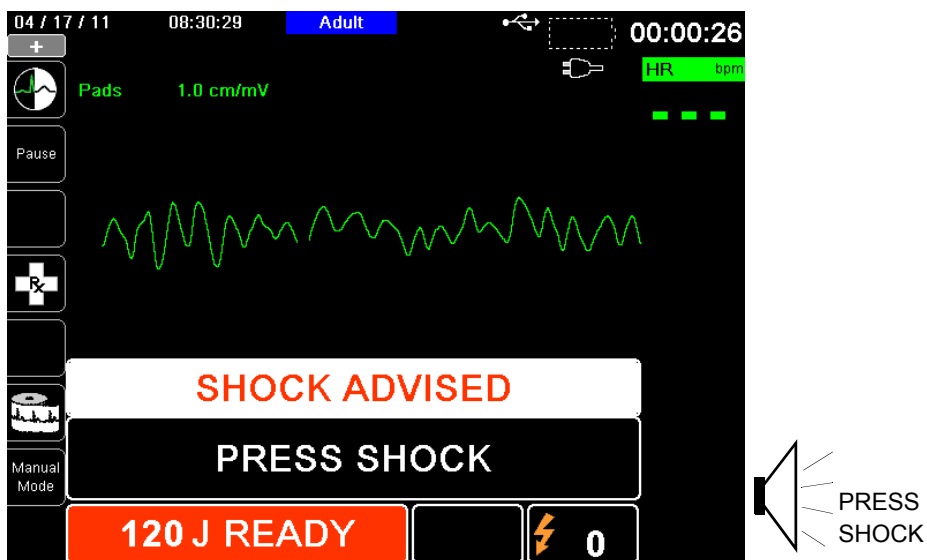 04 / 17 / 11 08:30:29 Adult 00:00:26
+
HR bpm
Pads 1.0 cm/mV
- - -
Pause
Rx
SHOCK ADVISED
PRESS SHOCK
Manual
Mode
120 J READY 0
PRESS
SHOCK